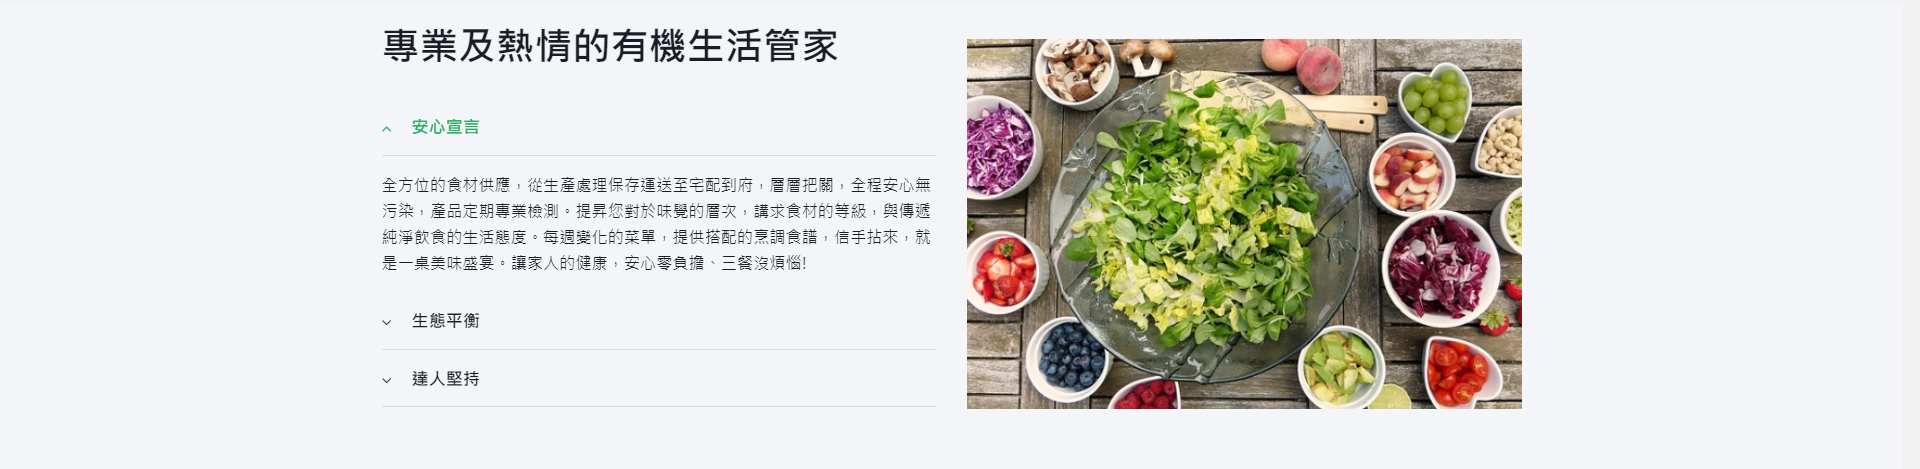 專業及熱情的有機生活管家
安心宣言
全方位的食材供應，從生產處理保存運送至宅配到府，層層把關，全程安心無
污染，產品定期專業檢測。提昇您對於味覺的層次，講求食材的等級，與傳遞
純淨飲食的生活態度。每週變化的菜單，提供搭配的烹調食譜，信手拈來，就
是一桌美味盛宴。讓家人的健康，安心零負擔、三餐沒煩惱!
生態平衡
達人堅持